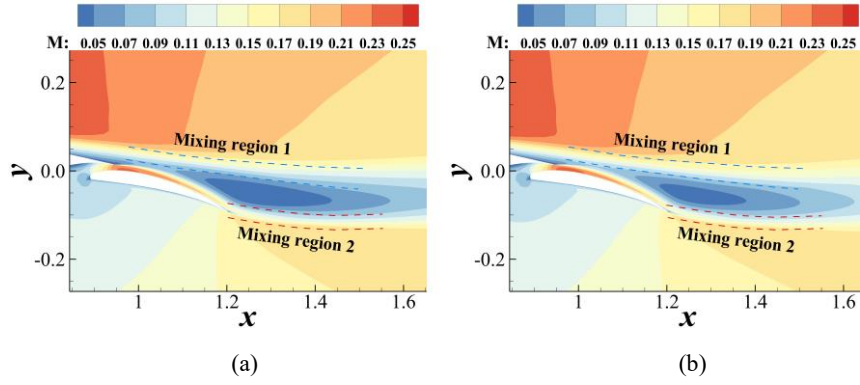 M: 0.05 0.07 0.09 0.11 0.13 0.15 0.17 0.19 0.21 0.23 0.25
0.2
Mixing region 1
y
0.0
Mixing region 2
-0.2
1 1.2 1.4 1.6
x
(a)
M: 0.05 0.07 0.09 0.11 0.13 0.15 0.17 0.19 0.21 0.23 0.25
0.2
Mixing region 1
y
0.0
Mixing region 2
-0.2
1 1.2 1.4 1.6
x
(b)